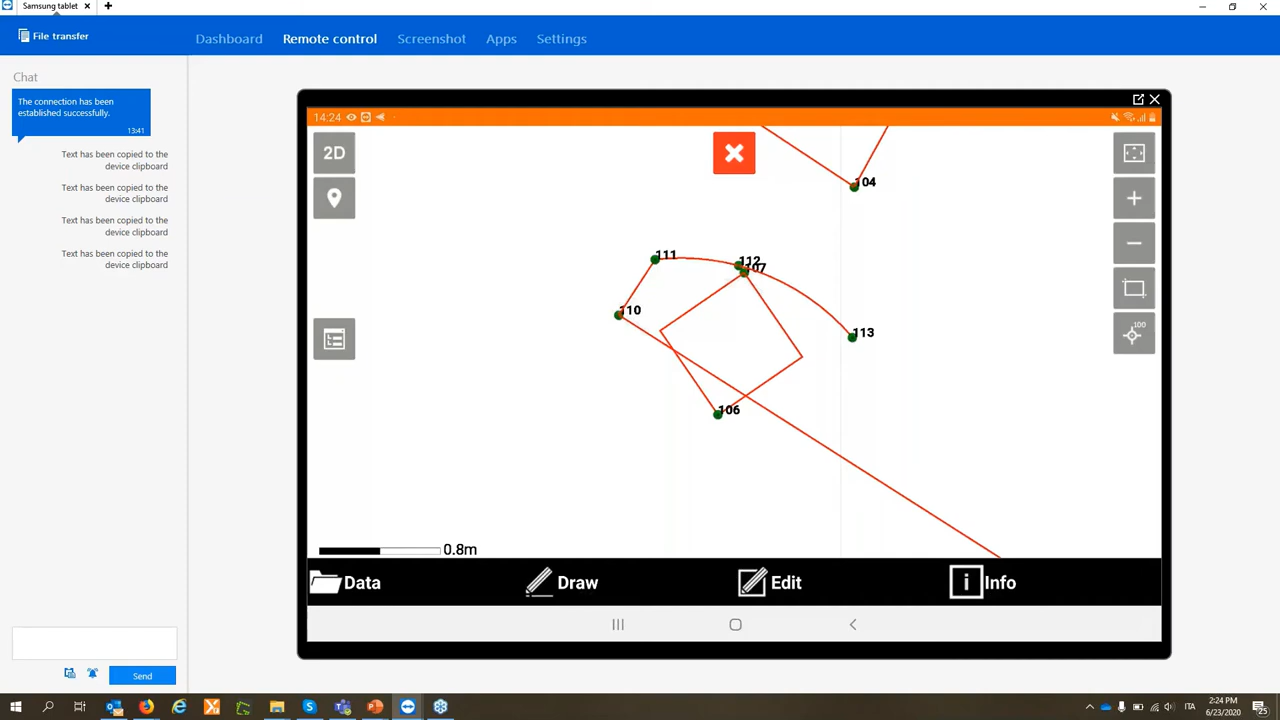 Samsung tablet
File transfer
Dashboard
Remote control
Screenshot
Apps
Settings
Chat
The connection has been
established successfully.
13:41
Text has been copied to the
device clipboard
Text has been copied to the
device clipboard
Text has been copied to the
device clipboard
Text has been copied to the
device clipboard
Send
14:24
2D
100
104
111
112
107
110
113
106
0.8m
Data
Draw
Edit
i
Info
2:24 PM
ITA
6/23/2020
25